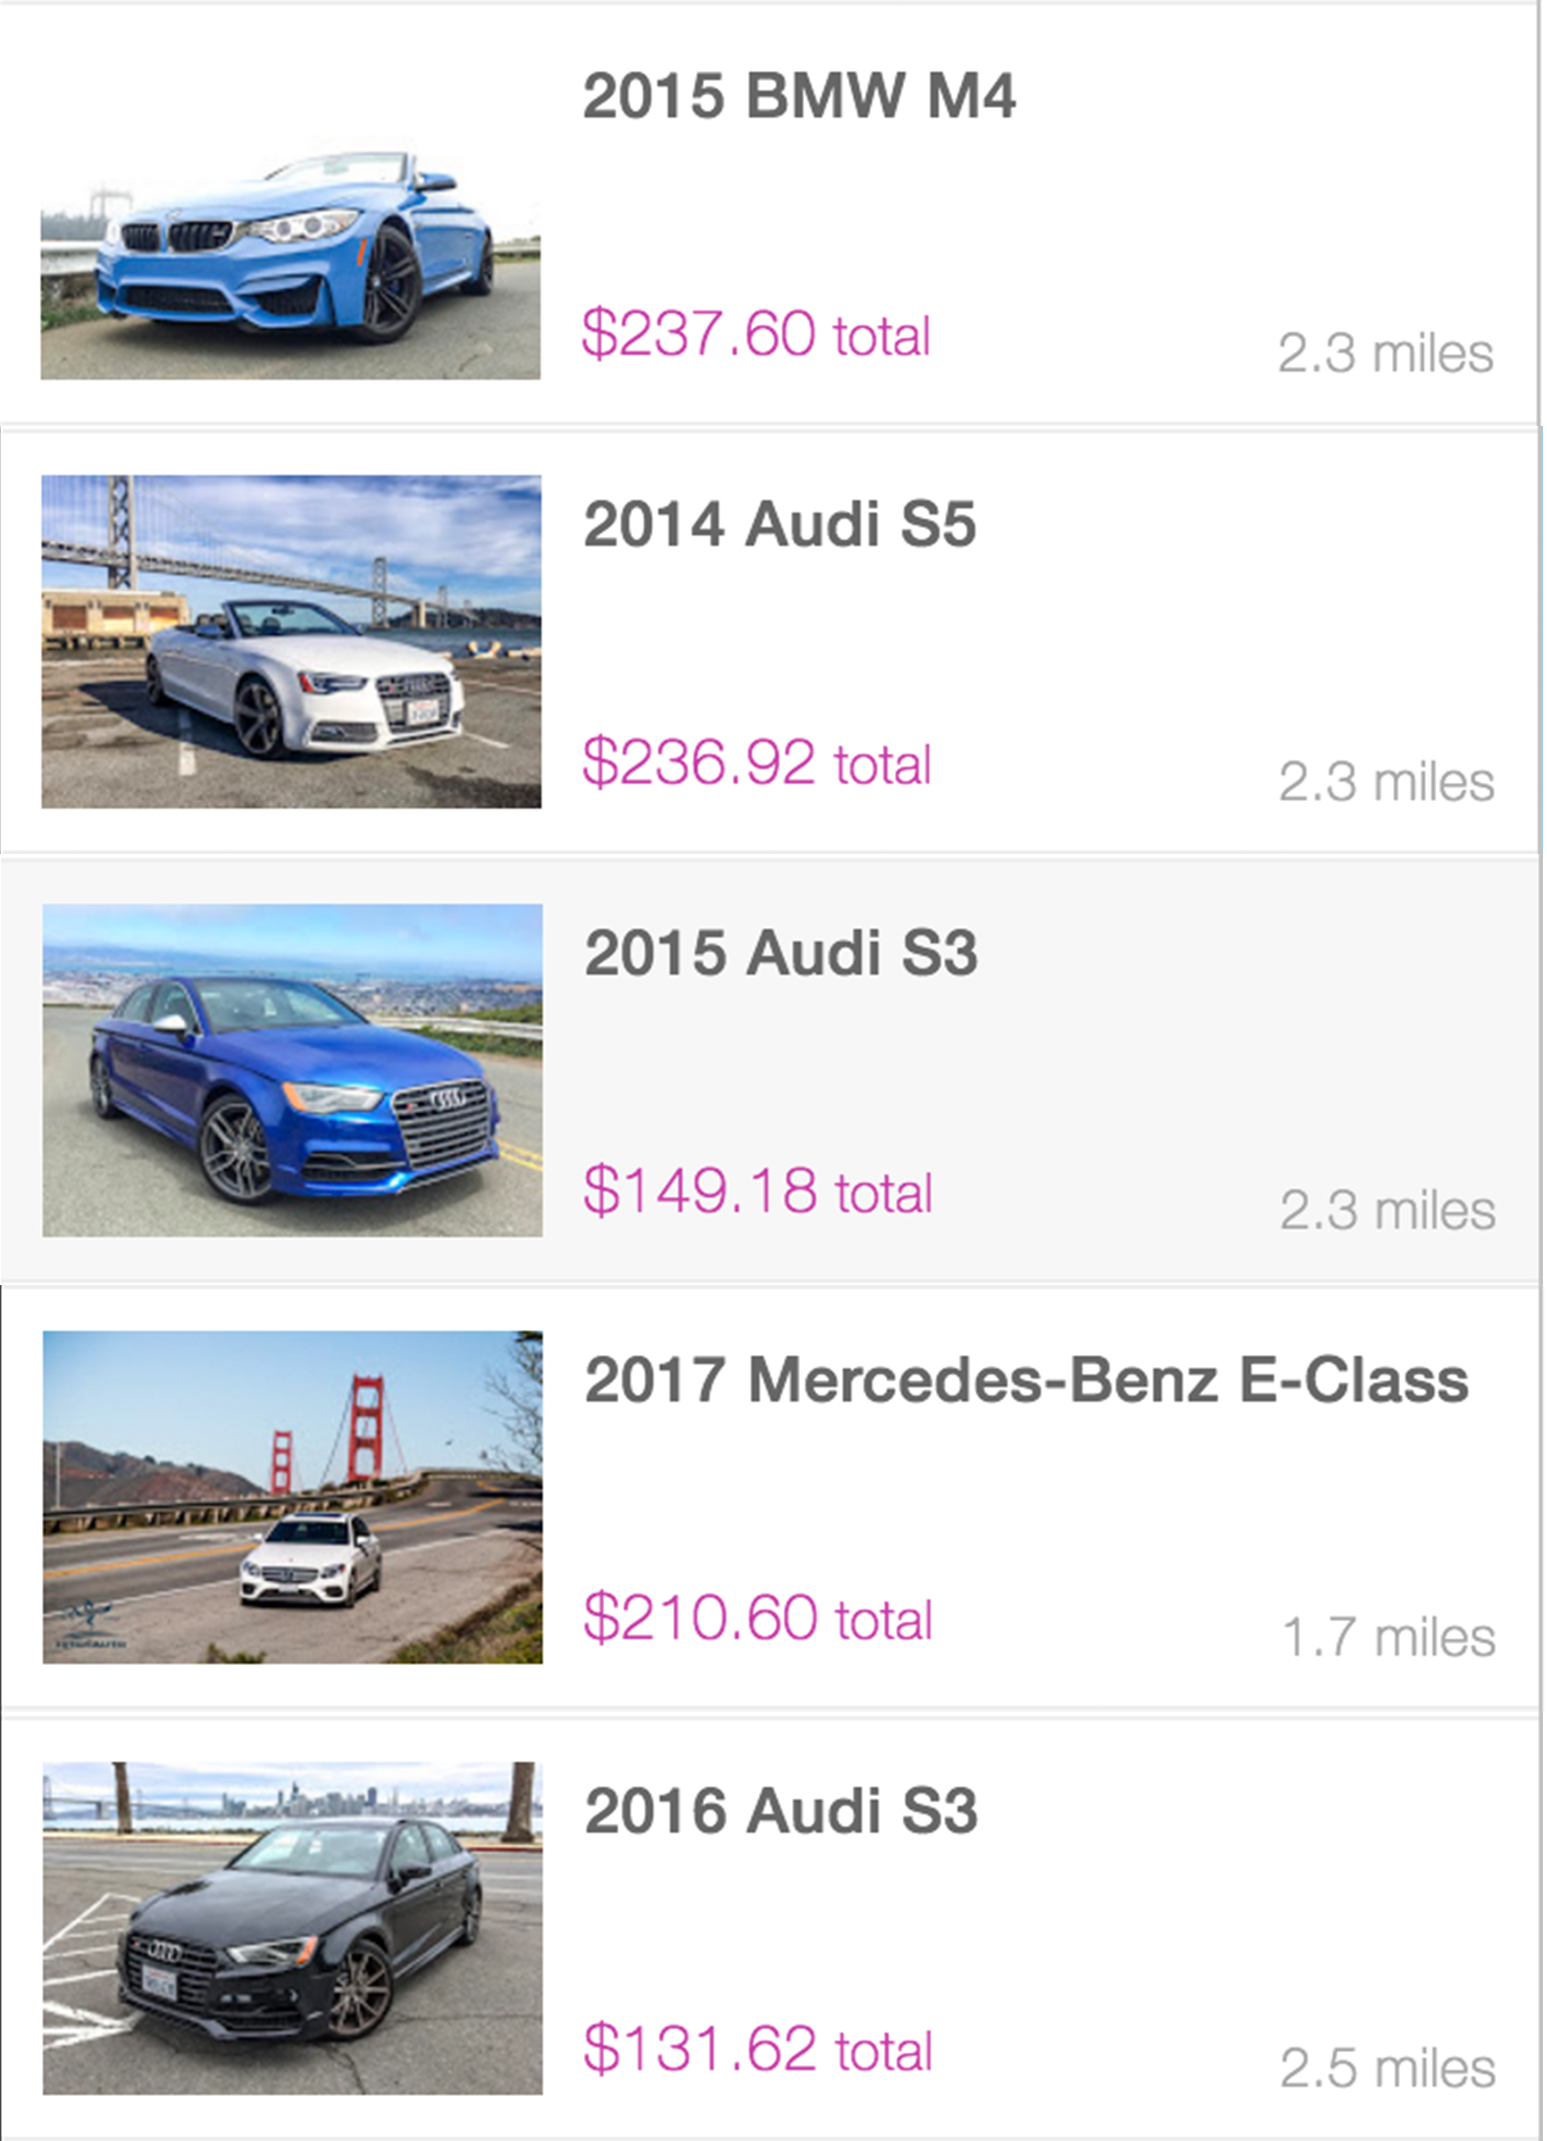 2015 BMW M4
$237.60 total
2.3 miles
2014 Audi S5
$236.92 total
2.3 miles
2015 Audi S3
$149.18 total
2.3 miles
2017 Mercedes-Benz E-Class
$210.60 total
1.7 miles
2016 Audi S3
$131.62 total
2.5 miles